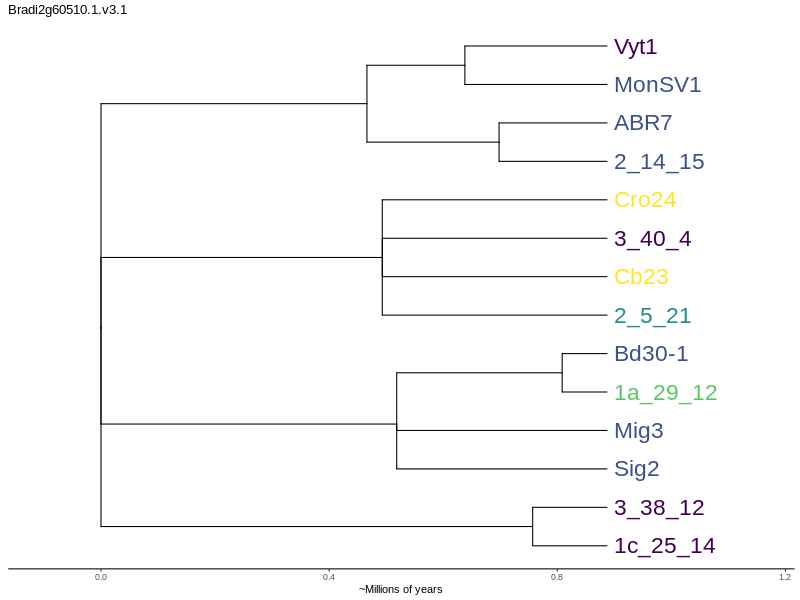 Bradi2g60510.1.v3.1
Vyt1
MonSV1
ABR7
2_14_15
Cro24
3_40_4
Cb23
2_5_21
Bd30-1
1a_29_12
Mig3
Sig2
3_38_12
1c_25_14
0.0 0.4 0.8 1.2
~Millions of years